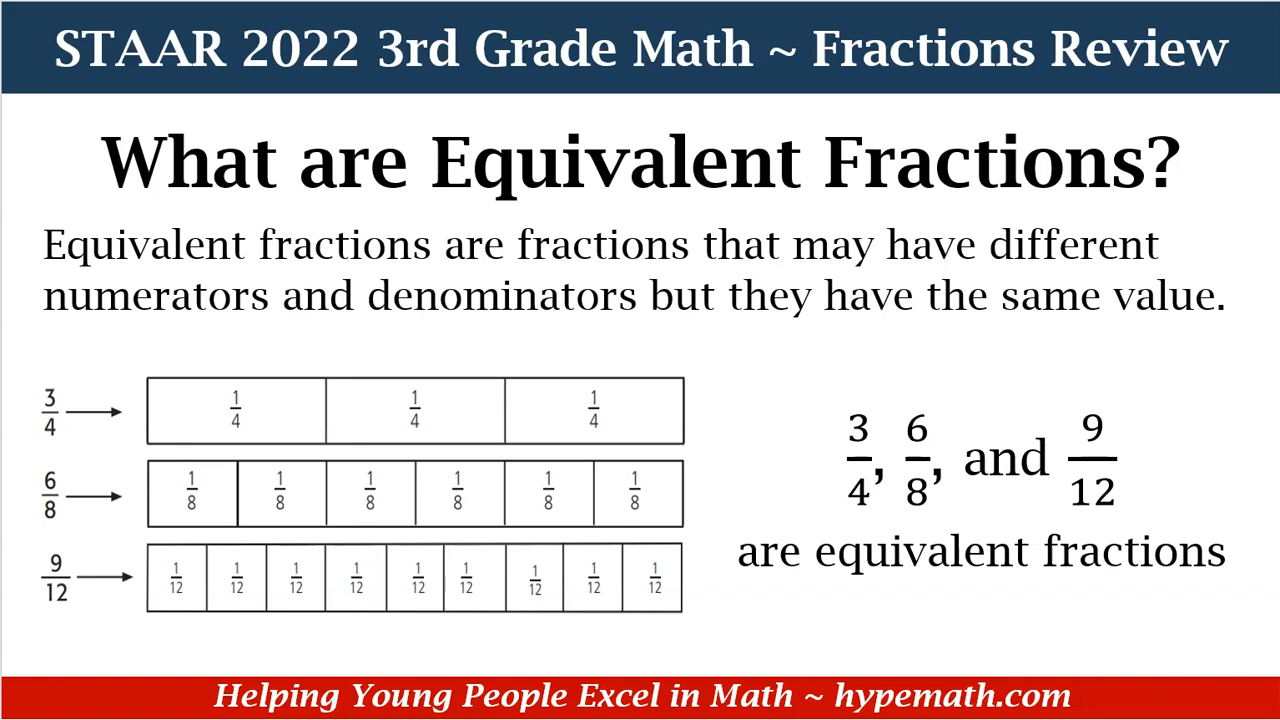 STAAR 2022 3rd Grade Math ~ Fractions Review
What are Equivalent Fractions?
Equivalent fractions are fractions that may have different
numerators and denominators but they have the same value.
3/4 1/4 1/4 1/4
6/8 1/8 1/8 1/8 1/8 1/8 1/8
9/12 1/12 1/12 1/12 1/12 1/12 1/12 1/12 1/12 1/12
3/4, 6/8, and 9/12
are equivalent fractions
Helping Young People Excel in Math ~ hypemath.com